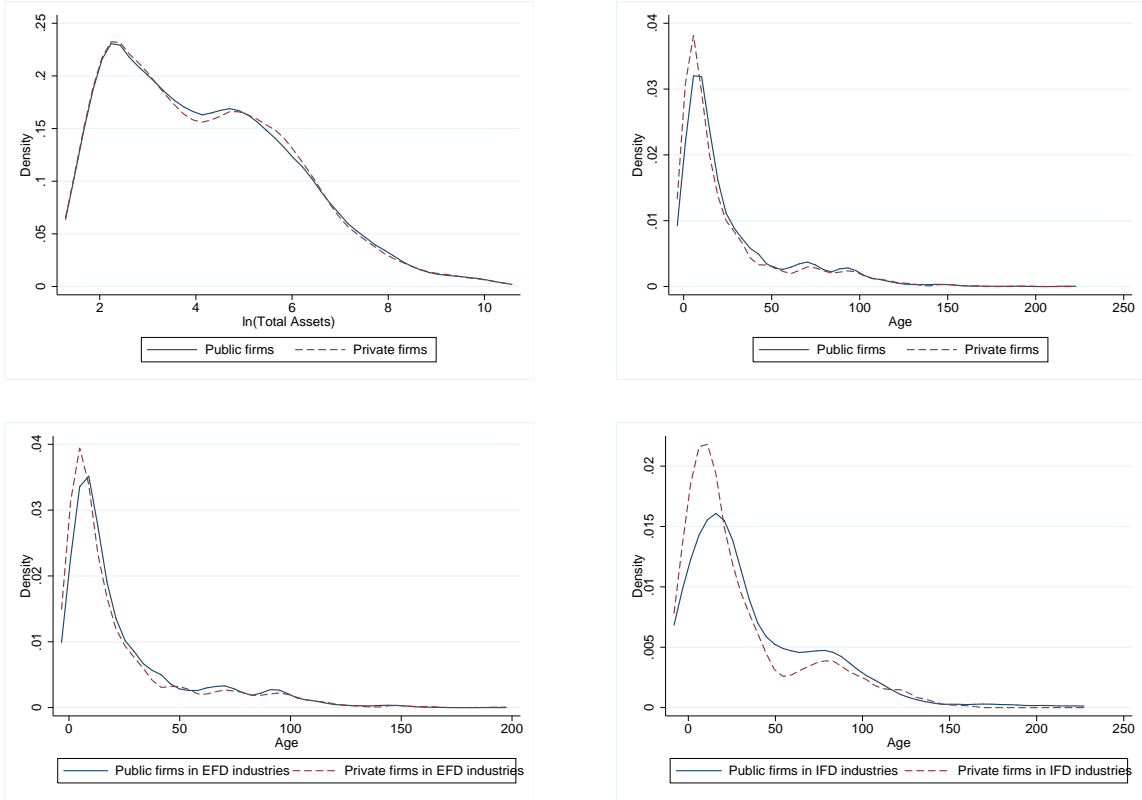 Density
0 .05 .1 .15 .2 .25
2 4 6 8 10
ln(Total Assets)
Public firms Private firms
Density
0 .01 .02 .03 .04
0 50 100 150 200 250
Age
Public firms Private firms
Density
0 .01 .02 .03 .04
0 50 100 150 200
Age
Public firms in EFD industries Private firms in EFD industries
Density
0 .005 .01 .015 .02
0 50 100 150 200 250
Age
Public firms in IFD industries Private firms in IFD industries